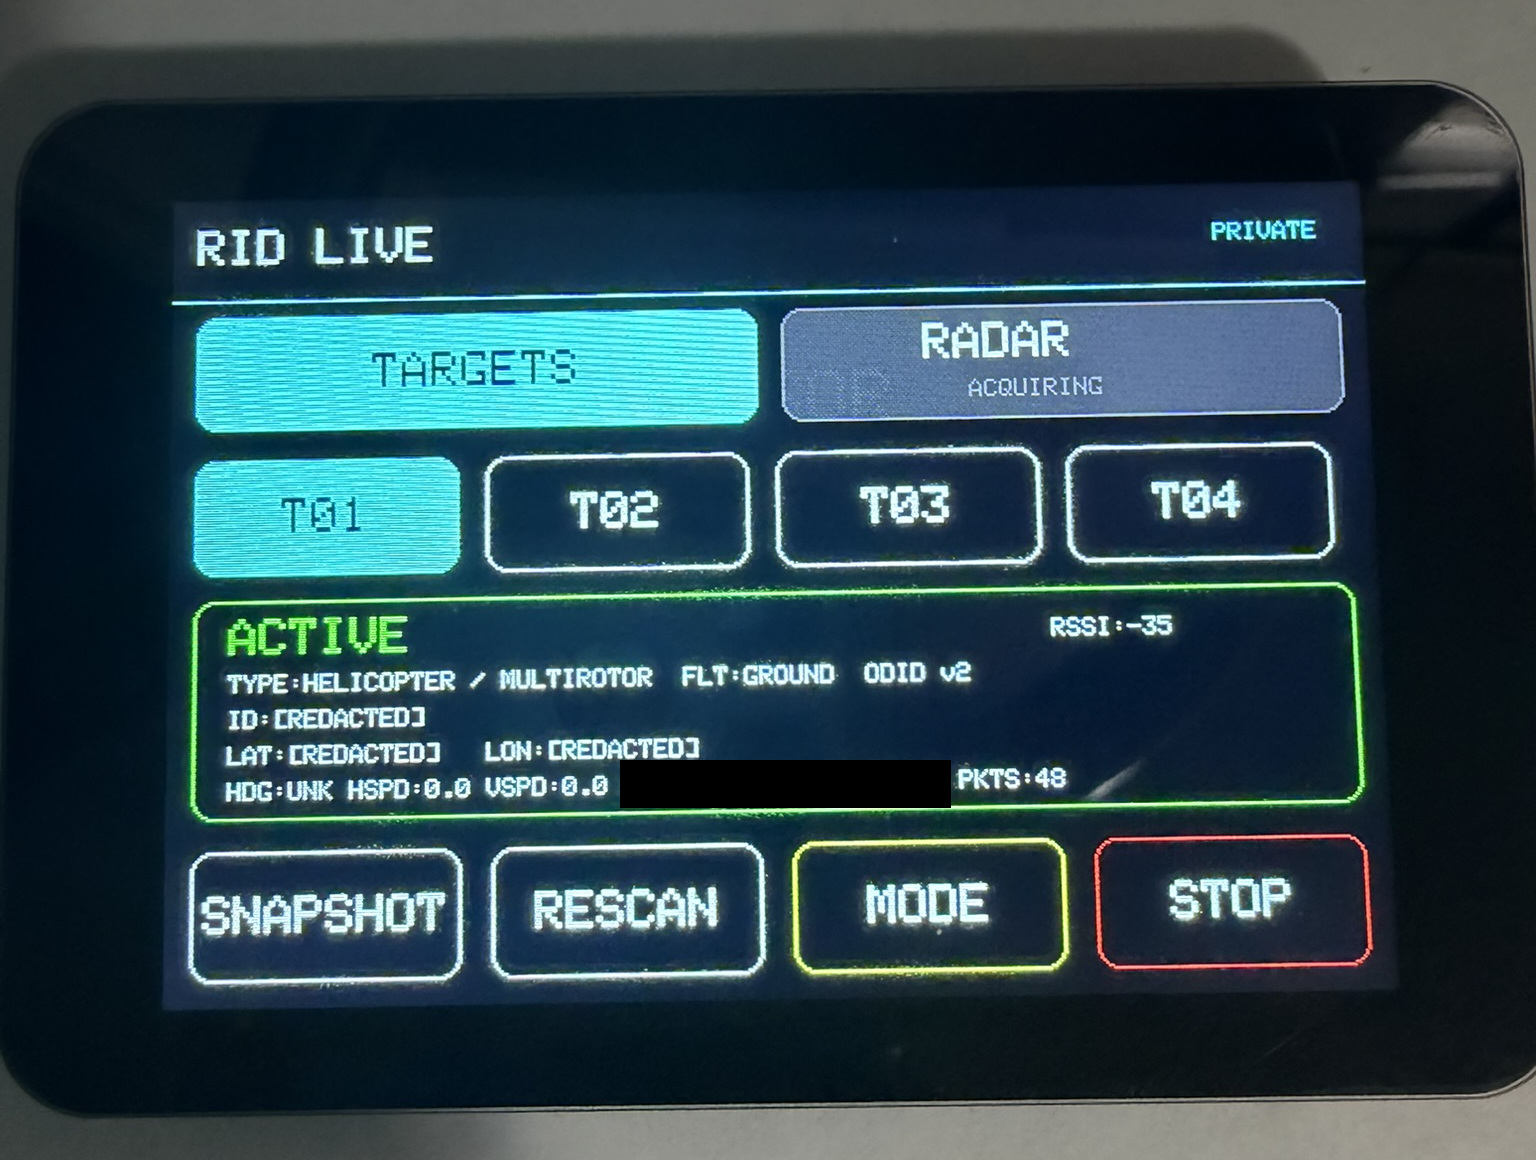 RID LIVE
PRIVATE
TARGETS
RADAR
ACQUIRING
T01
T02
T03
T04
ACTIVE
RSSI:-35
TYPE:HELICOPTER / MULTIROTOR FLT:GROUND ODID v2
ID:[REDACTED]
LAT:[REDACTED] LON:[REDACTED]
HDG:UNK HSPD:0.0 VSPD:0.0 PKTS:48
SNAPSHOT
RESCAN
MODE
STOP